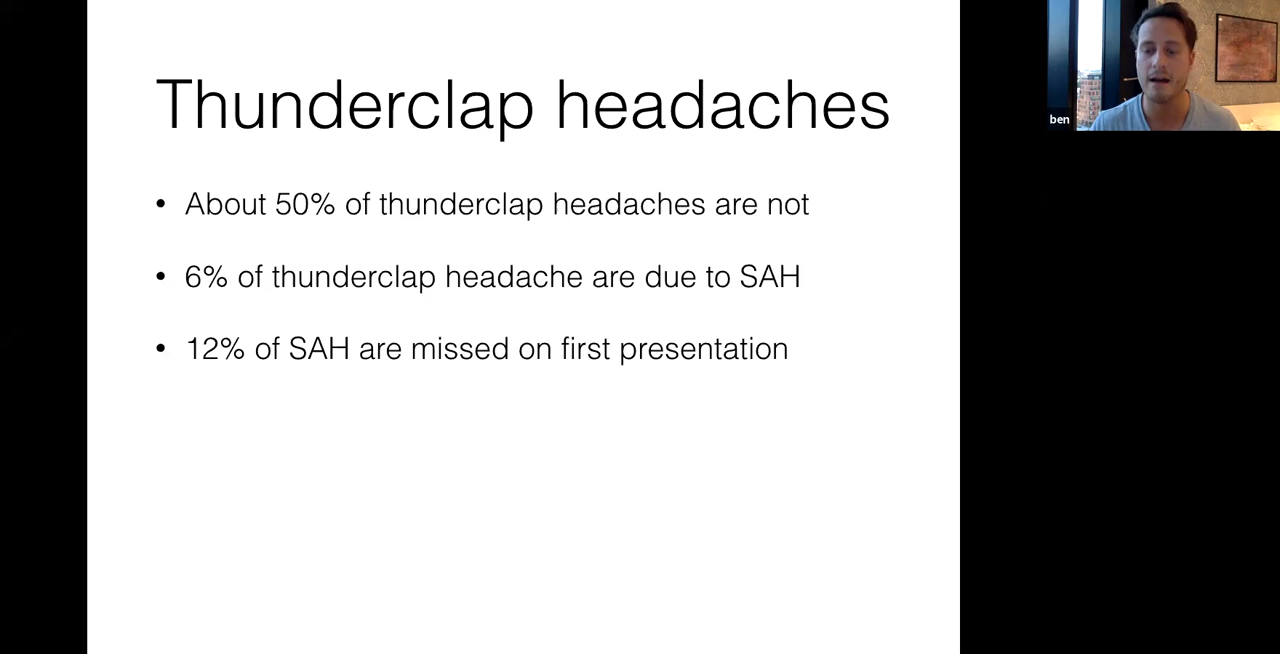 Thunderclap headaches
• About 50% of thunderclap headaches are not
• 6% of thunderclap headache are due to SAH
• 12% of SAH are missed on first presentation
ben